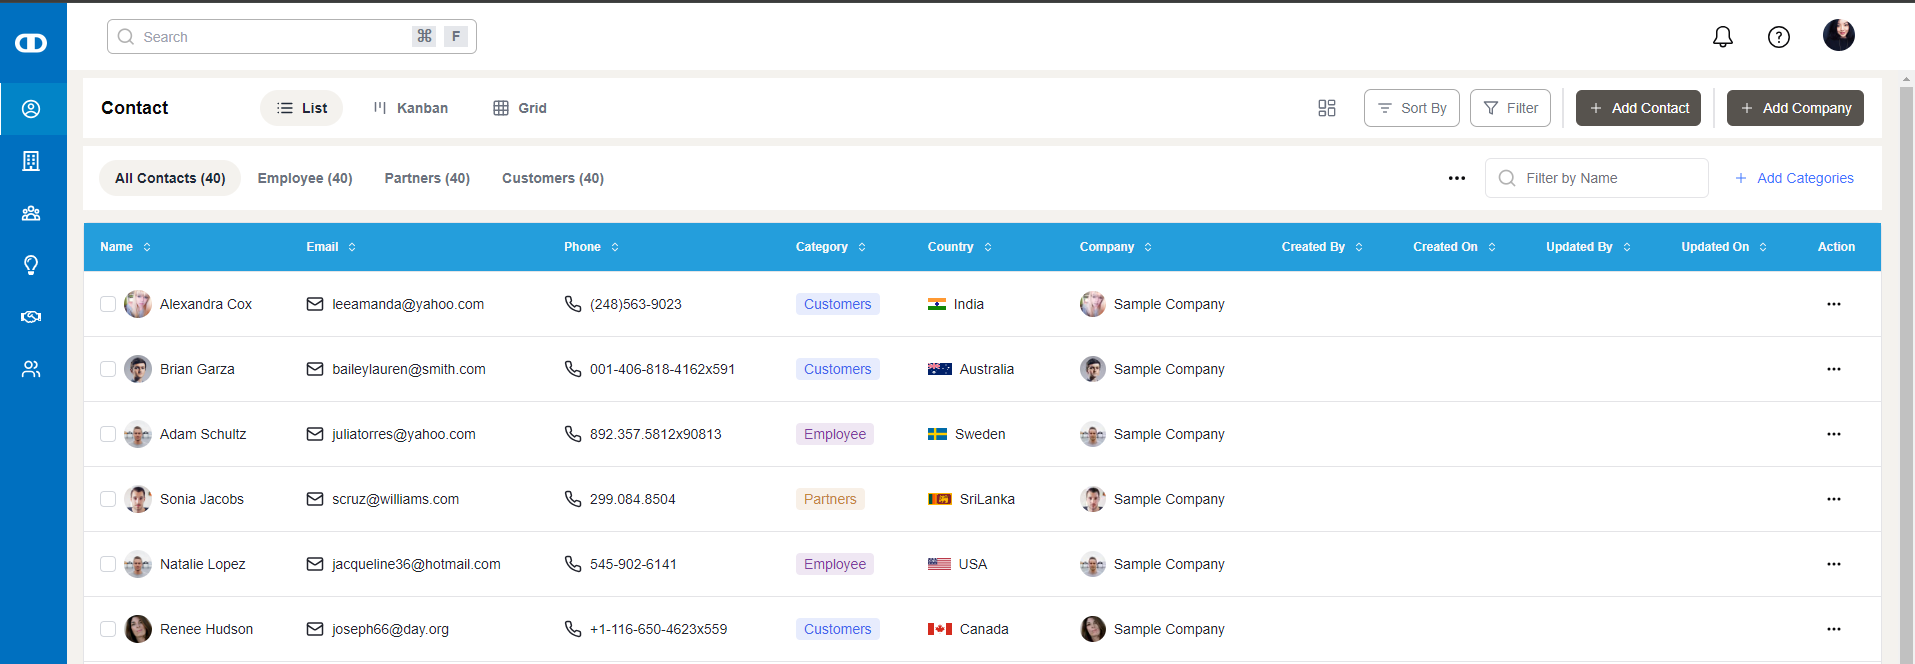 Search ⌘ F
Contact List Kanban Grid Sort By Filter + Add Contact + Add Company
All Contacts (40) Employee (40) Partners (40) Customers (40) ••• Filter by Name + Add Categories
Name Email Phone Category Country Company Created By Created On Updated By Updated On Action
Alexandra Cox leeamanda@yahoo.com (248)563-9023 Customers India Sample Company
Brian Garza baileylauren@smith.com 001-406-818-4162x591 Customers Australia Sample Company
Adam Schultz juliatorres@yahoo.com 892.357.5812x90813 Employee Sweden Sample Company
Sonia Jacobs scruz@williams.com 299.084.8504 Partners SriLanka Sample Company
Natalie Lopez jacqueline36@hotmail.com 545-902-6141 Employee USA Sample Company
Renee Hudson joseph66@day.org +1-116-650-4623x559 Customers Canada Sample Company